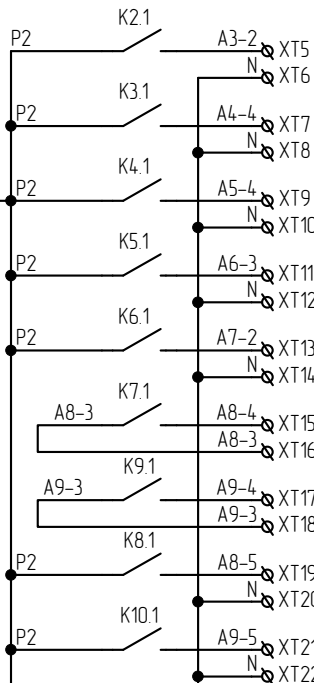 K2.1
P2 A3-2 XT5
N XT6
K3.1
P2 A4-4 XT7
N XT8
K4.1
P2 A5-4 XT9
N XT10
K5.1
P2 A6-3 XT11
N XT12
K6.1
P2 A7-2 XT13
N XT14
K7.1
A8-3 A8-4 XT15
A8-3 XT16
K9.1
A9-3 A9-4 XT17
A9-3 XT18
K8.1
P2 A8-5 XT19
N XT20
K10.1
P2 A9-5 XT21
N XT22